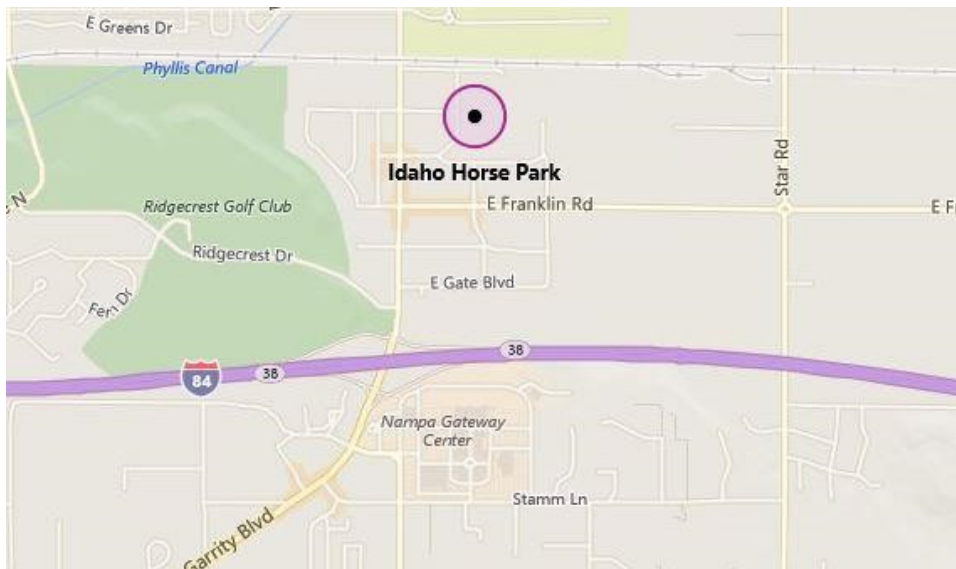 E Greens Dr
Phyllis Canal
Idaho Horse Park
Star Rd
Ridgecrest Golf Club
E Franklin Rd
E F
e N
Ridgecrest Dr
E Gate Blvd
Fern Dr
38
84
38
Nampa Gateway
Center
Stamm Ln
Garrity Blvd